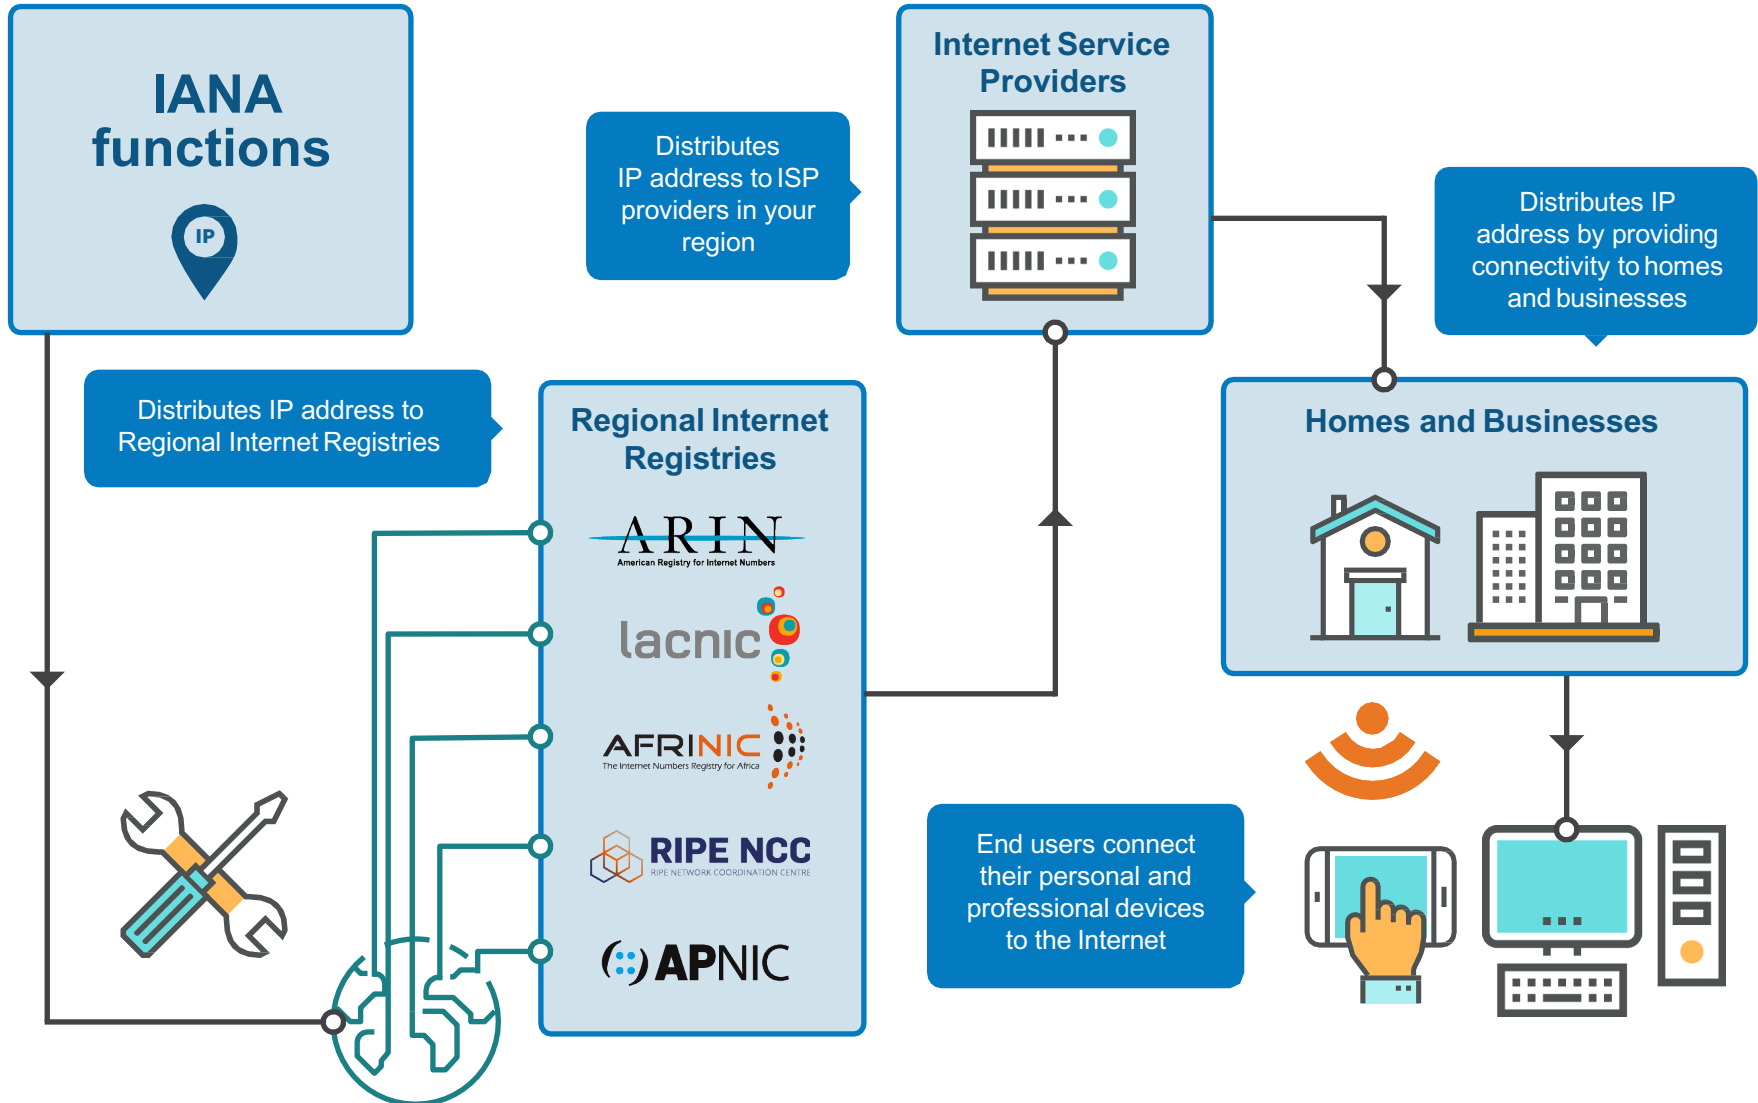 IANA
functions
IP
Distributes IP address to
Regional Internet Registries
Regional Internet
Registries
ARIN
American Registry for Internet Numbers
lacnic
AFRINIC
The Internet Numbers Registry for Africa
RIPE NCC
RIPE NETWORK COORDINATION CENTRE
APNIC
Distributes
IP address to ISP
providers in your
region
Internet Service
Providers
Distributes IP
address by providing
connectivity to homes
and businesses
Homes and Businesses
End users connect
their personal and
professional devices
to the Internet